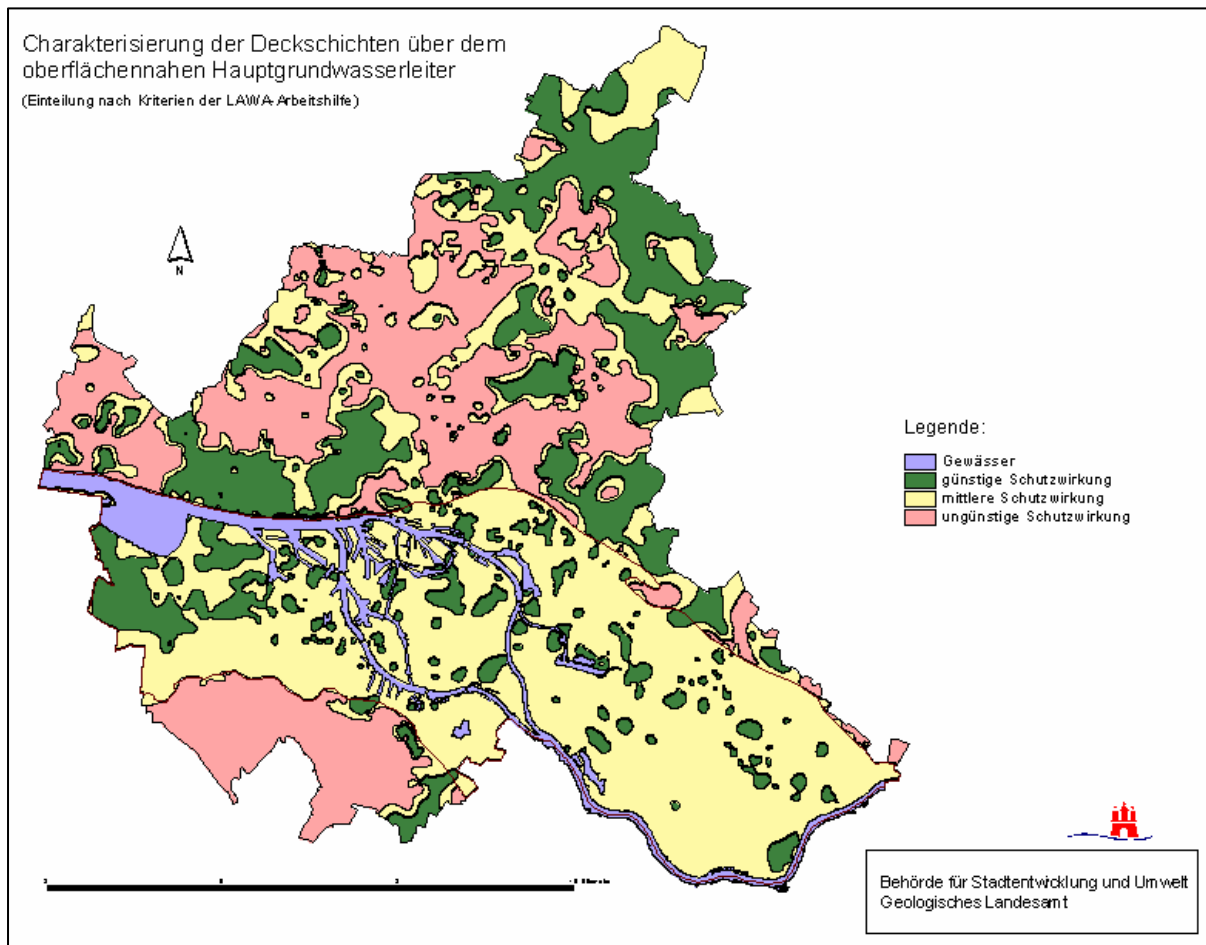 Charakterisierung der Deckschichten über dem
oberflächennahen Hauptgrundwasserleiter
(Einteilung nach Kriterien der LAWA-Arbeitshilfe)
N
Legende:
Gewässer
günstige Schutzwirkung
mittlere Schutzwirkung
ungünstige Schutzwirkung
Behörde für Stadtentwicklung und Umwelt
Geologisches Landesamt